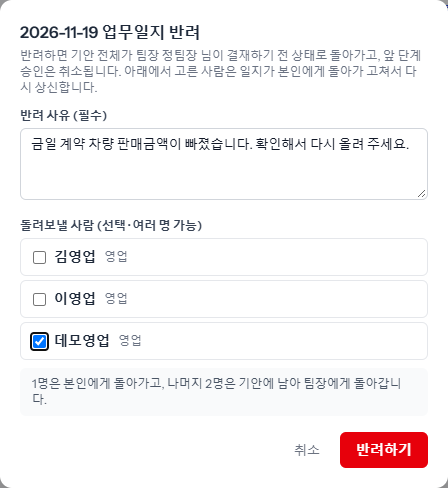 2026-11-19 업무일지 반려
반려하면 기안 전체가 팀장 정팀장 님이 결재하기 전 상태로 돌아가고, 앞 단계
승인은 취소됩니다. 아래에서 고른 사람은 일지가 본인에게 돌아가 고쳐서 다
시 상신합니다.
반려 사유 (필수)
금일 계약 차량 판매금액이 빠졌습니다. 확인해서 다시 올려 주세요.
돌려보낼 사람 (선택·여러 명 가능)
김영업 영업
이영업 영업
데모영업 영업
1명은 본인에게 돌아가고, 나머지 2명은 기안에 남아 팀장에게 돌아갑니
다.
취소 반려하기